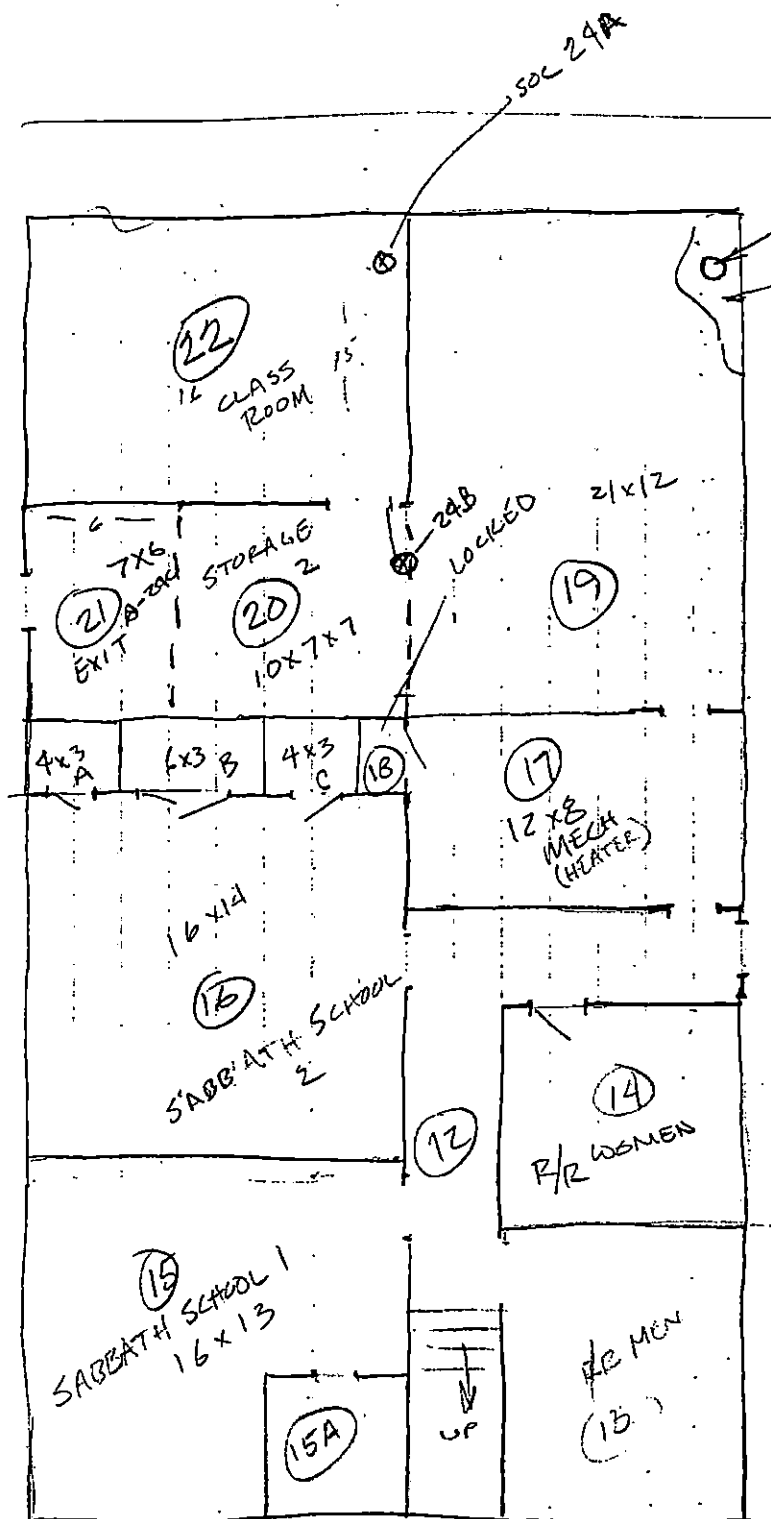 SOC 24A
22
16
CLASS
ROOM
15
21x12
6
24B
LOCKED
7x6
STORAGE
2
21
EXIT
20
10x7x7
19
4x3
A
6x3
B
4x3
C
18
17
12x8
MECH
(HEATER)
16x14
16
SABBATH SCHOOL
2
12
14
R/R WOMEN
15
SABBATH SCHOOL 1
16x13
15A
UP
MEN
(13)